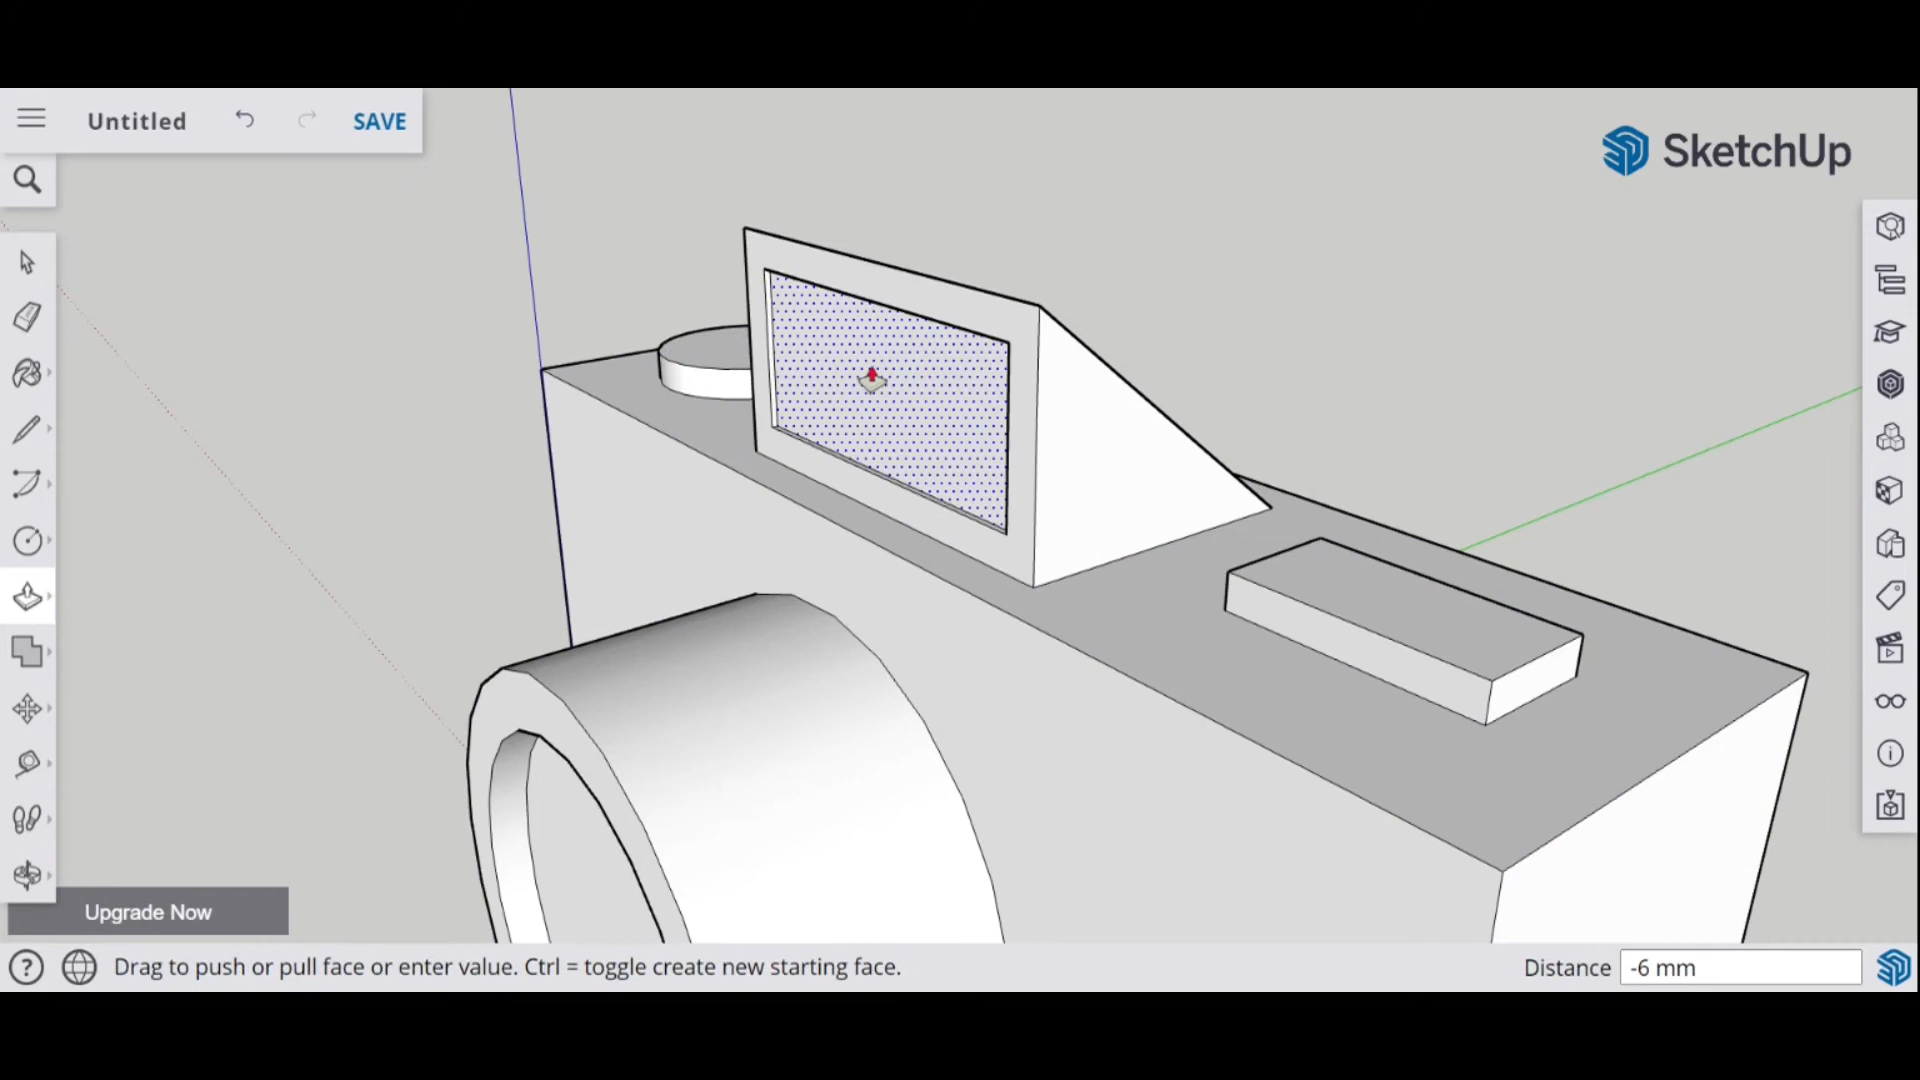 Untitled SAVE
SketchUp
Upgrade Now
? Drag to push or pull face or enter value. Ctrl = toggle create new starting face. Distance -6 mm